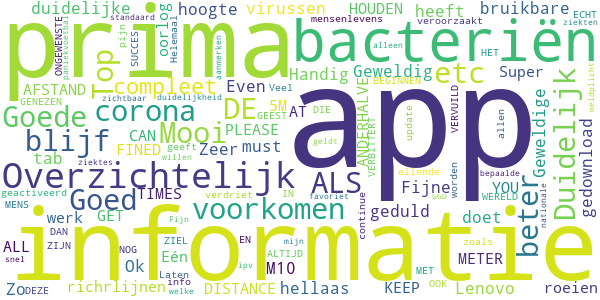 duidelijke
prima
oorlog
hoogte
virussen
HOUDEN
mensenlevens
heeft
veroorzaakt
bruikbare
ECHT
ziekten
standaard
pijn
SUCCES
Helemaal
aanmerken
bacteriën
alleen
HET
ONGEWENSTE
paniekvoetbal
Top
compleet
Even
Handig
Geweldig
etc
BEGINNEN
Super
AFSTAND
GENEZEN
zichtbaar
duidelijkheid
Veel
Goede
corona
DE
5M
AT
DIE
app
ANDERHALVE
VERBITTERT
update
VERVUILD
allen
meldplicht
Geweldige
Duidelijk
gedownload
blijf
Mooi
CAN
PLEASE
GEEST
FINED
Zeer
must
geeft
willen
geldt
tab
ziektes
Overzichtelijk
ALS
ellende
Fijne
YOU
bepaalde
geactiveerd
MENS
Goed
TIMES
verdriet
IN
favoriet
GGD
worden
WERELD
beter
nationale
voorkomen
geduld
continue
werk
GET
Fijn
doet
DAN
ZIJN
NOG
ZIEL
EN
mijn
zoals
OOK
informatie
ALL
snel
Ok
Eén
ALTIJD
M10
METER
MET
Zo
DEZE
richrlijnen
info
welke
Laten
DISTANCE
ipv
hellaas
KEEP
Lenovo
roeien